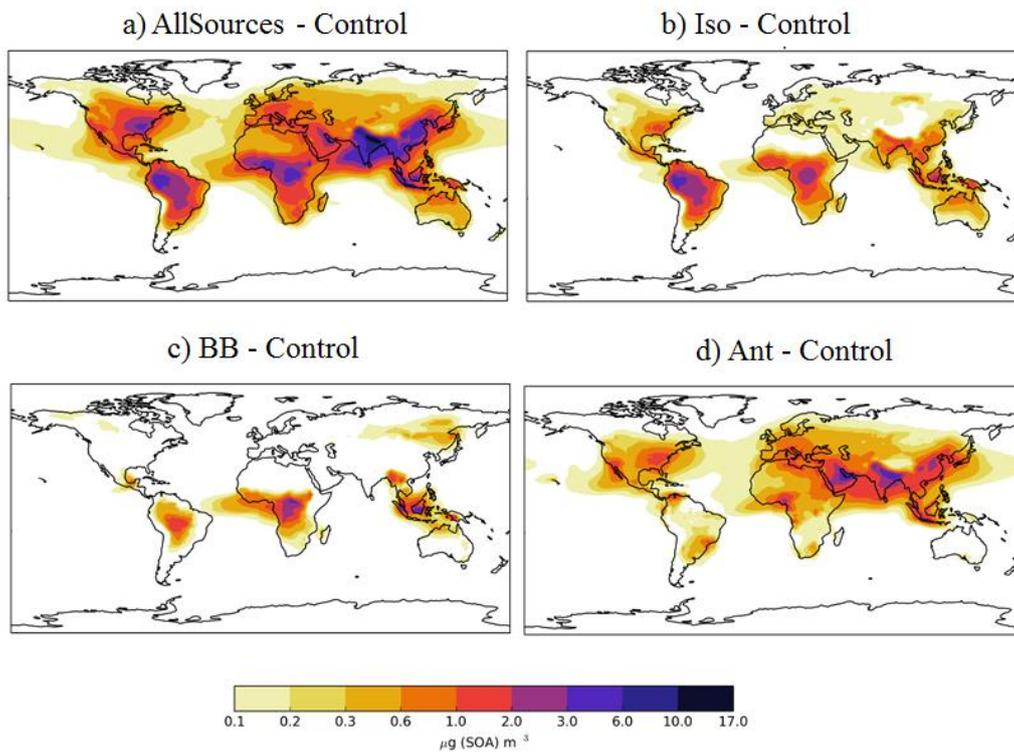 a) AllSources - Control
b) Iso - Control
c) BB - Control
d) Ant - Control
0.1 0.2 0.3 0.6 1.0 2.0 3.0 6.0 10.0 17.0
μg (SOA) m ⁻³